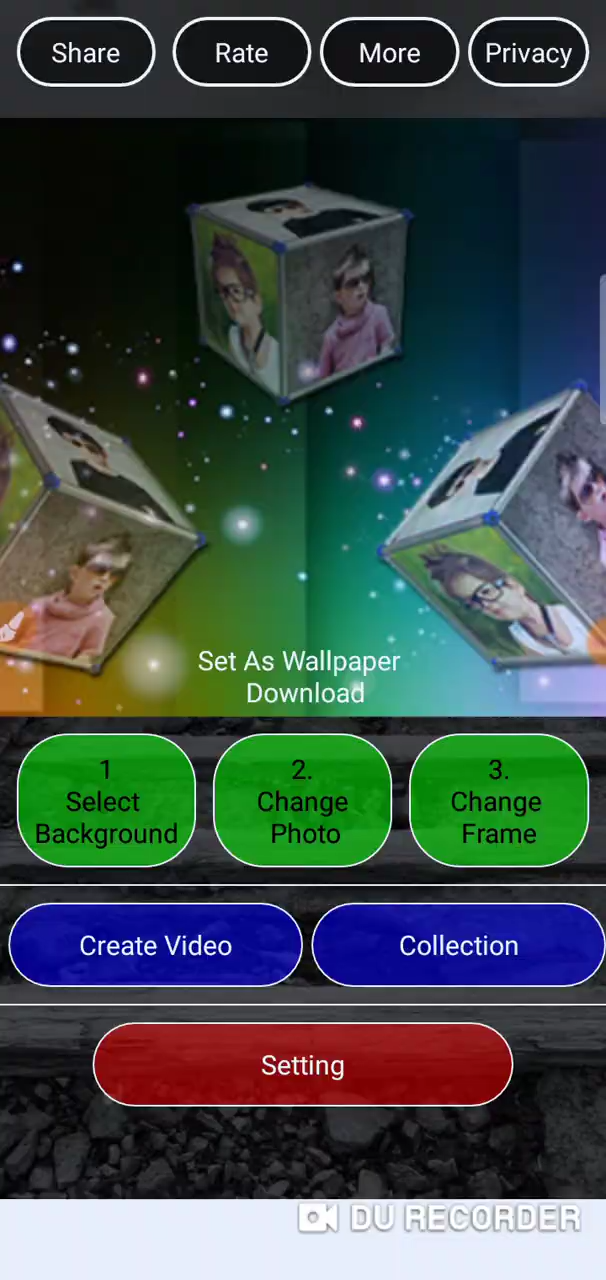 Share
Rate
More
Privacy
Set As Wallpaper
Download
1
Select
Background
2.
Change
Photo
3.
Change
Frame
Create Video
Collection
Setting
DU RECORDER